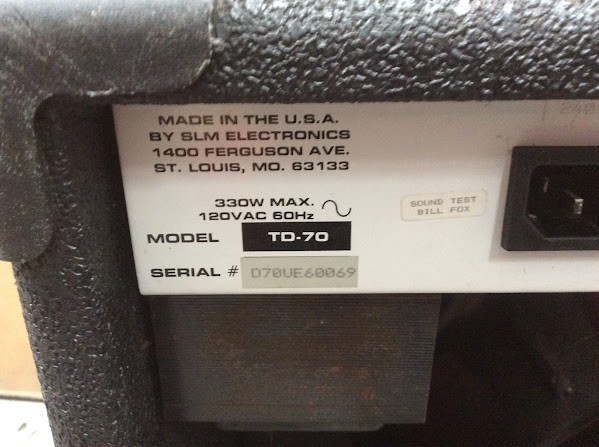 MADE IN THE U.S.A.
BY SLM ELECTRONICS
1400 FERGUSON AVE.
ST. LOUIS, MO. 63133
330W MAX.
120VAC 60Hz
SOUND TEST
BILL FOX
MODEL TD-70
SERIAL # D70UE60069